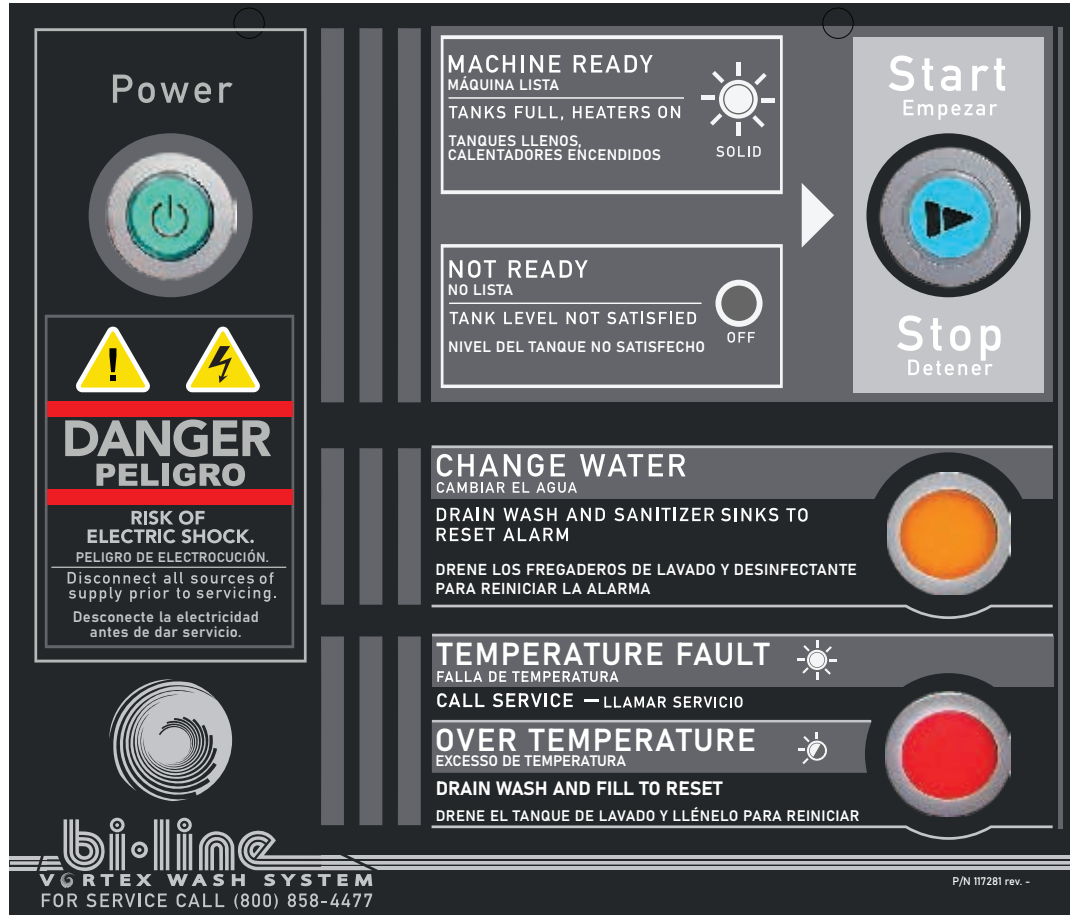 Power
DANGER
PELIGRO
RISK OF
ELECTRIC SHOCK.
PELIGRO DE ELECTROCUCIÓN.
Disconnect all sources of
supply prior to servicing.
Desconecte la electricidad
antes de dar servicio.
MACHINE READY
MÁQUINA LISTA
TANKS FULL, HEATERS ON
TANQUES LLENOS,
CALENTADORES ENCENDIDOS
SOLID
NOT READY
NO LISTA
TANK LEVEL NOT SATISFIED
NIVEL DEL TANQUE NO SATISFECHO
OFF
Start
Empezar
Stop
Detener
CHANGE WATER
CAMBIAR EL AGUA
DRAIN WASH AND SANITIZER SINKS TO
RESET ALARM
DRENE LOS FREGADEROS DE LAVADO Y DESINFECTANTE
PARA REINICIAR LA ALARMA
TEMPERATURE FAULT
FALLA DE TEMPERATURA
CALL SERVICE — LLAMAR SERVICIO
OVER TEMPERATURE
EXCESSO DE TEMPERATURA
DRAIN WASH AND FILL TO RESET
DRENE EL TANQUE DE LAVADO Y LLÉNELO PARA REINICIAR
bi•line
VORTEX WASH SYSTEM
FOR SERVICE CALL (800) 858-4477
P/N 117281 rev. -